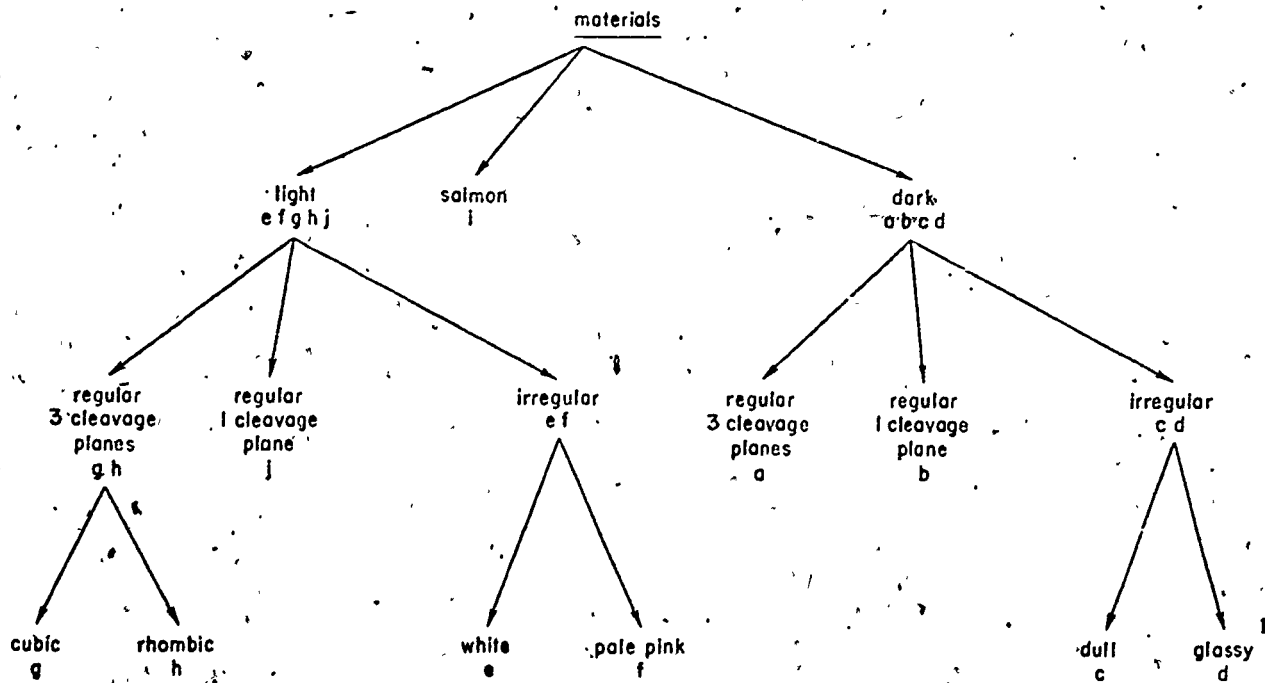 materials
light
e f g h j
salmon
i
dark
a b c d
regular
3 cleavage
planes
g h
regular
1 cleavage
plane
j
irregular
e f
regular
3 cleavage
planes
a
regular
1 cleavage
plane
b
irregular
c d
cubic
g
rhombic
h
white
e
pale pink
f
dull
c
glassy
d